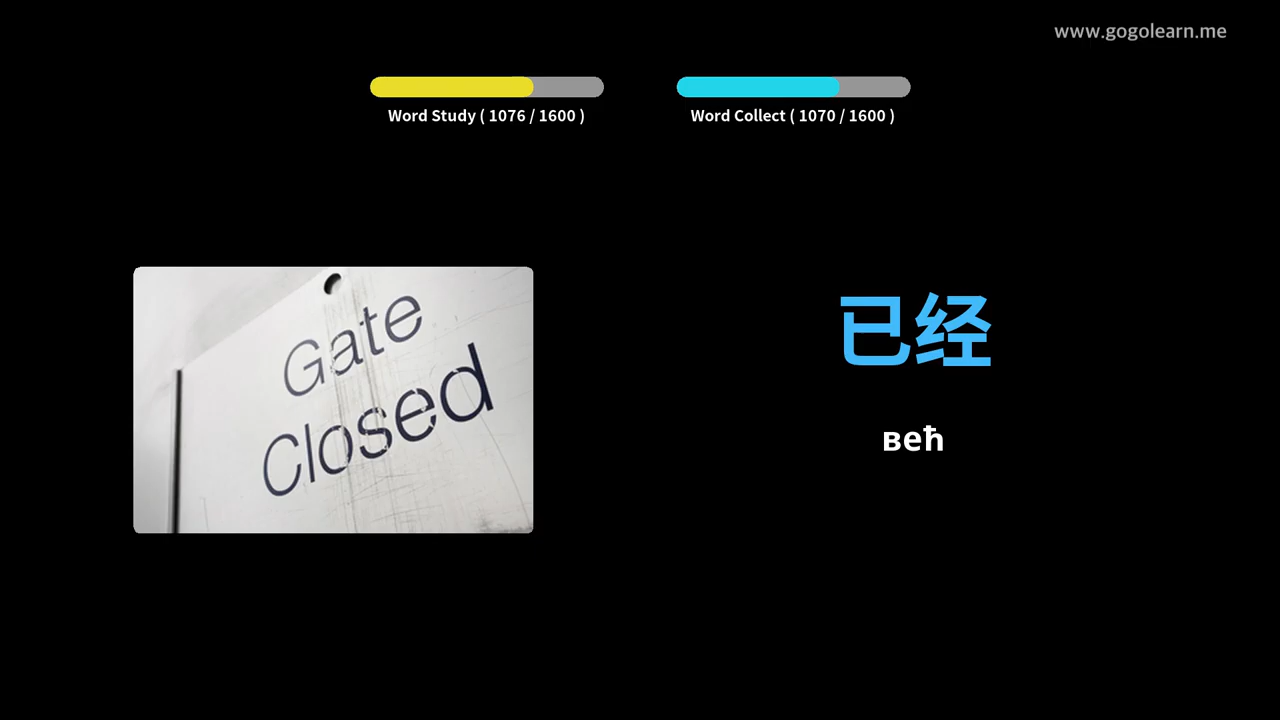 www.gogolearn.me
Word Study ( 1076 / 1600 )
Word Collect ( 1070 / 1600 )
Gate
Closed
已经
већ